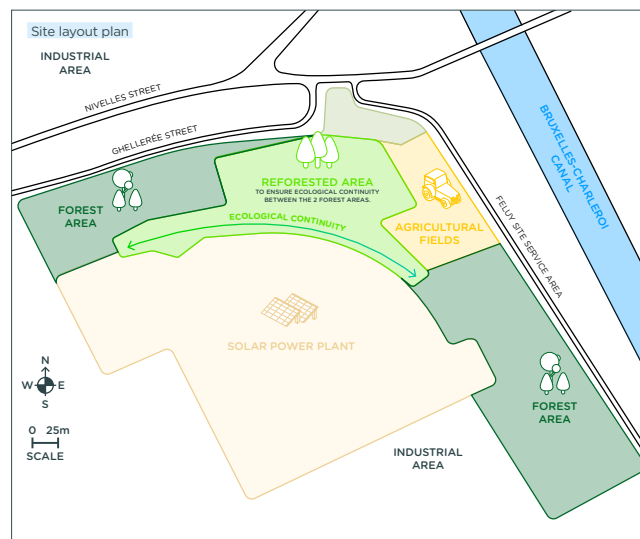 Site layout plan
INDUSTRIAL
AREA
NIVELLES STREET
GHELLERÉE STREET
BRUXELLES-CHARLEROI
CANAL
REFORESTED AREA
TO ENSURE ECOLOGICAL CONTINUITY
BETWEEN THE 2 FOREST AREAS.
FOREST
AREA
ECOLOGICAL CONTINUITY
AGRICULTURAL
FIELDS
FELUY SITE SERVICE AREA
SOLAR POWER PLANT
N
W E
S
0 25m
SCALE
FOREST
AREA
INDUSTRIAL
AREA